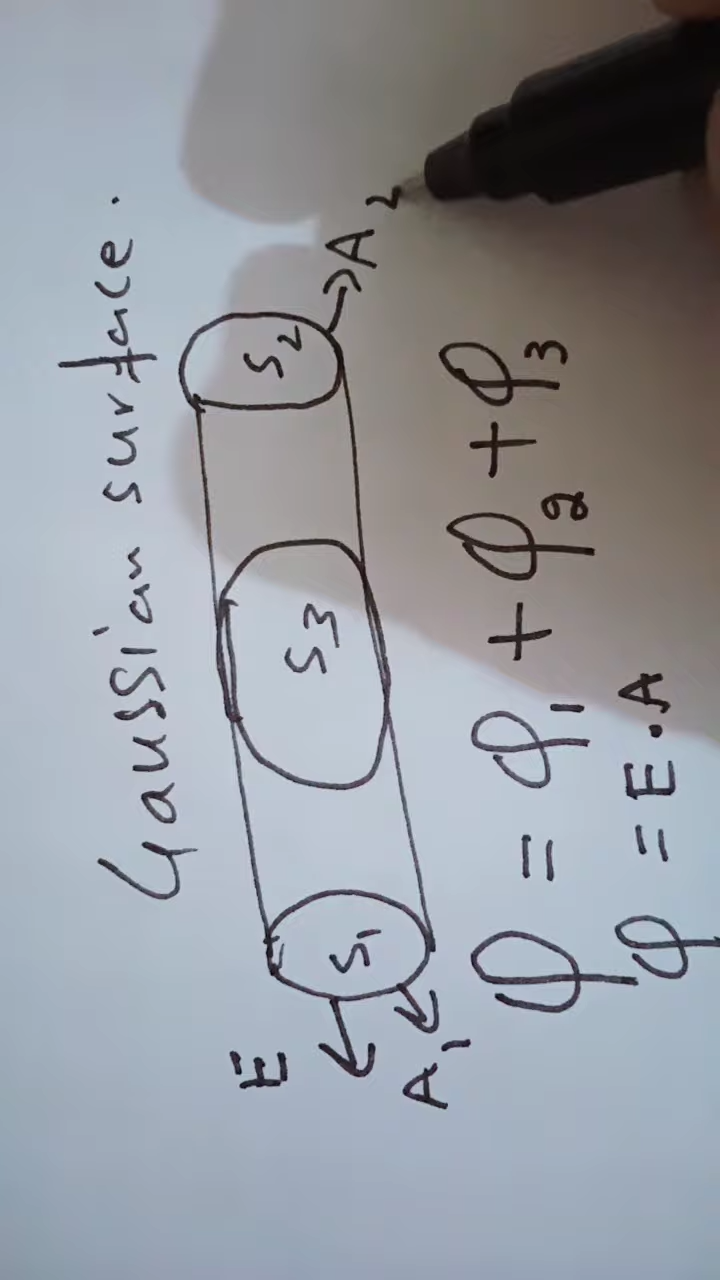 Gaussian surface.
E S1 S3 S2
A1 A2
φ = φ1 + φ2 + φ3
φ = E.A